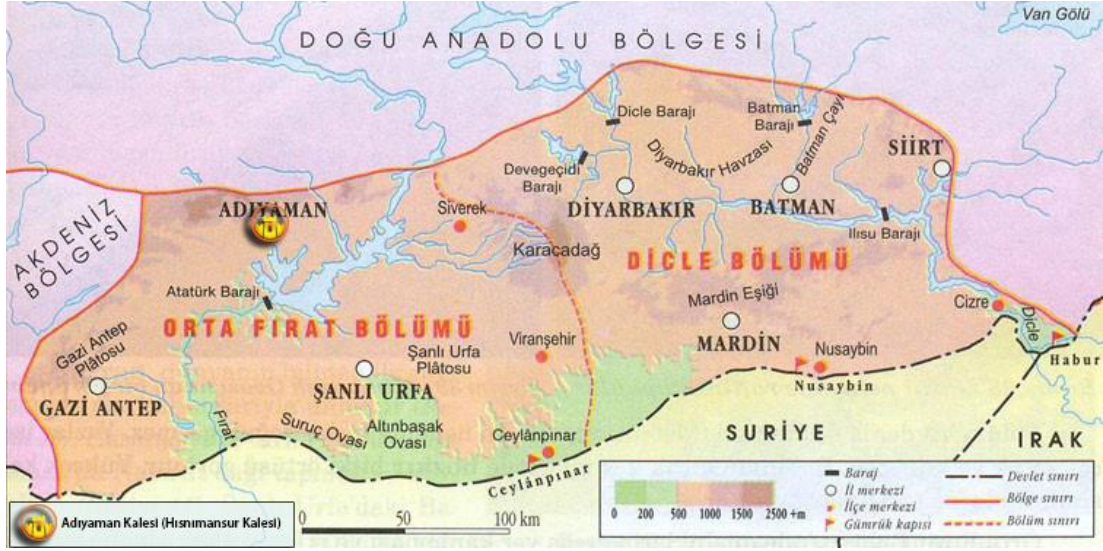 Van Gölü
DOĞU ANADOLU BÖLGESİ
Dicle Barajı
Batman
Barajı
Batman Çayı
Diyarbakır Havzası
SİİRT
Devegeçidi
Barajı
DİYARBAKIR
BATMAN
Ilısu Barajı
AKDENİZ
BÖLGESİ
ADIYAMAN
Siverek
Karacadağ
DİCLE BÖLÜMÜ
Atatürk Barajı
ORTA FIRAT BÖLÜMÜ
Mardin Eşiği
MARDİN
Cizre
Dicle
Habur
Gazi Antep
Plâtosu
GAZİ ANTEP
Şanlı Urfa
Plâtosu
ŞANLI URFA
Viranşehir
Nusaybin
Nusaybin
Fırat
Suruç Ovası
Altınbaşak
Ovası
Ceylânpınar
Ceylânpınar
SURİYE
IRAK
Adıyaman Kalesi (Hısnımansur Kalesi)
0 50 100 km
0 200 500 1000 1500 2500 +m
Baraj
İl merkezi
İlçe merkezi
Gümrük kapısı
Devlet sınırı
Bölge sınırı
Bölüm sınırı